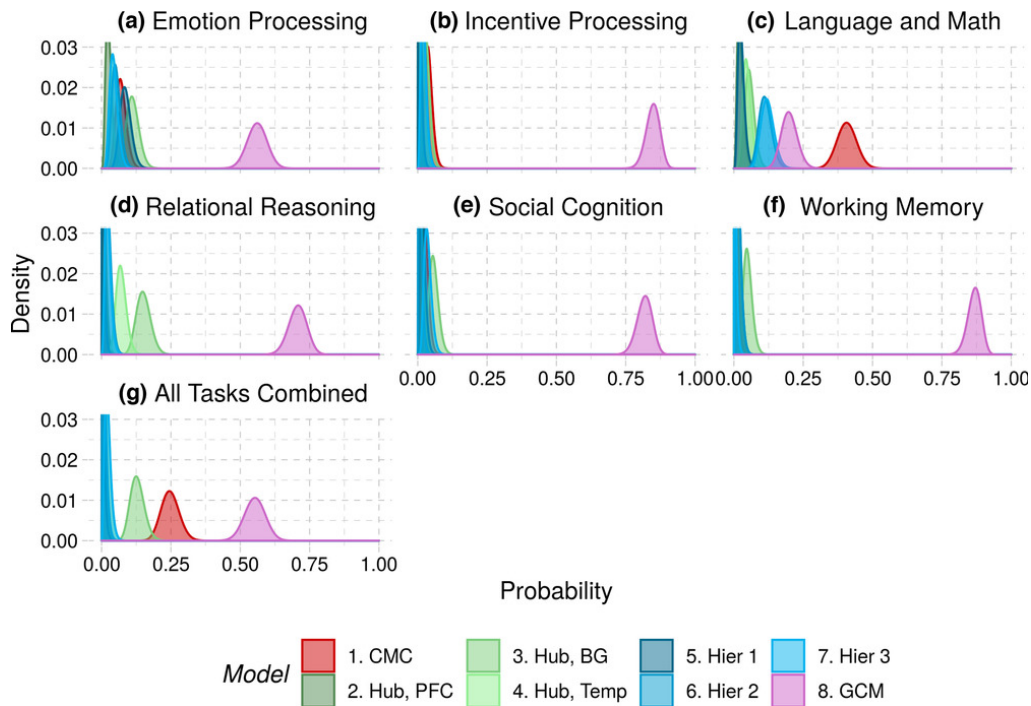 (a) Emotion Processing (b) Incentive Processing (c) Language and Math
0.03
0.02
0.01
0.00
(d) Relational Reasoning (e) Social Cognition (f) Working Memory
0.03
0.02
0.01
0.00
0.00 0.25 0.50 0.75 1.00 0.00 0.25 0.50 0.75 1.00
(g) All Tasks Combined
0.03
0.02
0.01
0.00
0.00 0.25 0.50 0.75 1.00
Density
Probability
Model
1. CMC 3. Hub, BG 5. Hier 1 7. Hier 3
2. Hub, PFC 4. Hub, Temp 6. Hier 2 8. GCM